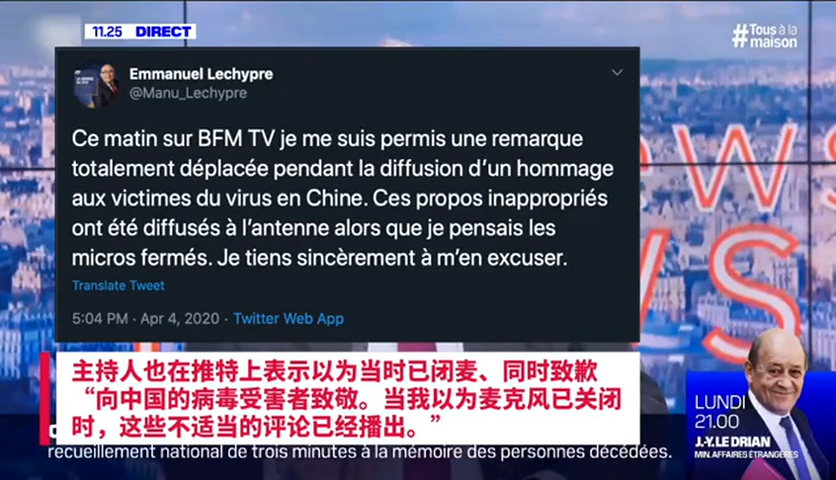 11.25 DIRECT
#Tous à la
maison
Emmanuel Lechypre
@Manu_Lechypre
Ce matin sur BFM TV je me suis permis une remarque
totalement déplacée pendant la diffusion d'un hommage
aux victimes du virus en Chine. Ces propos inappropriés
ont été diffusés à l'antenne alors que je pensais les
micros fermés. Je tiens sincèrement à m'en excuser.
Translate Tweet
5:04 PM · Apr 4, 2020 · Twitter Web App
主持人也在推特上表示以为当时已闭麦、同时致歉
“向中国的病毒受害者致敬。当我以为麦克风已关闭
时，这些不适当的评论已经播出。”
recueillement national de trois minutes à la mémoire des personnes décédées.
LUNDI
21.00
J.-Y. LE DRIAN
MIN. AFFAIRES ÉTRANGÈRES